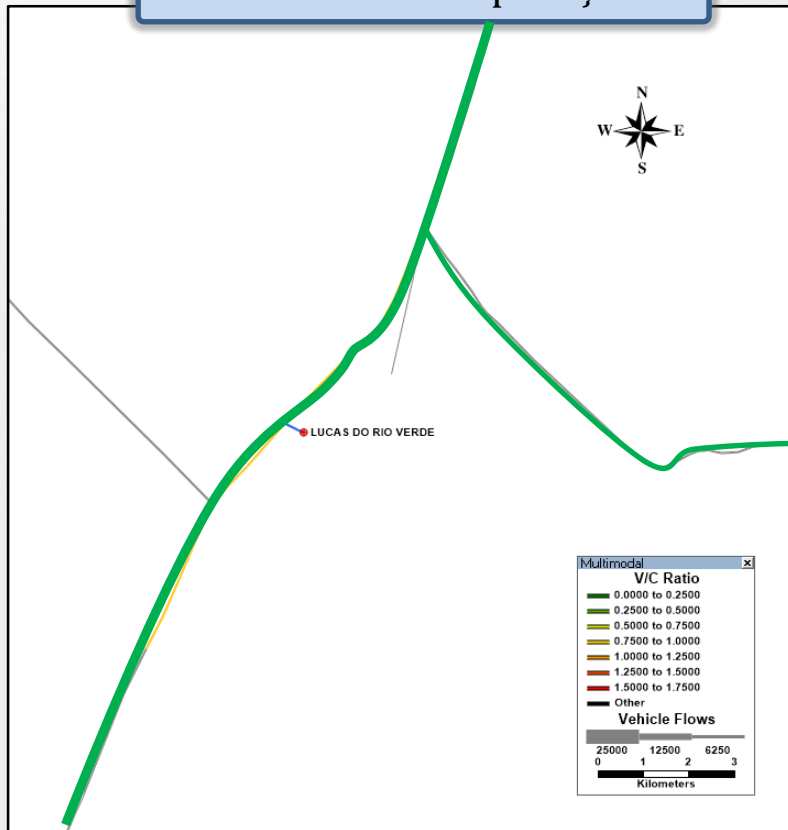 N
W E
S
LUCAS DO RIO VERDE
Multimodal x
V/C Ratio
0.0000 to 0.2500
0.2500 to 0.5000
0.5000 to 0.7500
0.7500 to 1.0000
1.0000 to 1.2500
1.2500 to 1.5000
1.5000 to 1.7500
Other
Vehicle Flows
25000 12500 6250
0 1 2 3
Kilometers